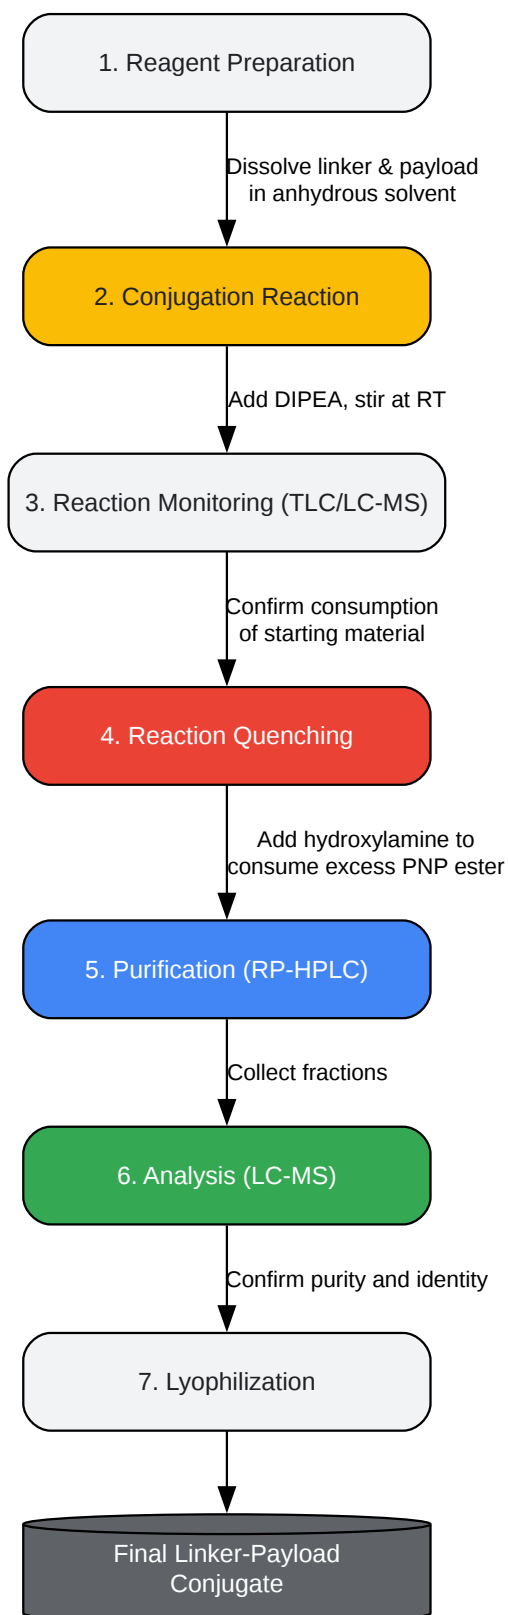 1. Reagent Preparation
Dissolve linker & payload
in anhydrous solvent
2. Conjugation Reaction
Add DIPEA, stir at RT
3. Reaction Monitoring (TLC/LC-MS)
Confirm consumption
of starting material
4. Reaction Quenching
Add hydroxylamine to
consume excess PNP ester
5. Purification (RP-HPLC)
Collect fractions
6. Analysis (LC-MS)
Confirm purity and identity
7. Lyophilization
Final Linker-Payload
Conjugate